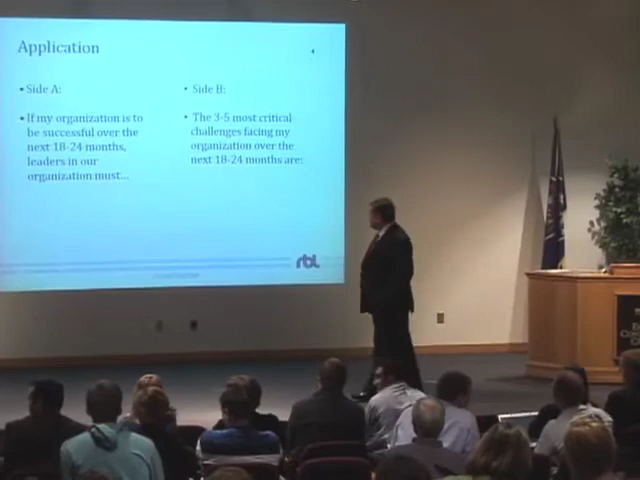 Application
4
• Side A:
• If my organization is to
be successful over the
next 18-24 months,
leaders in our
organization must...
• Side B:
• The 3-5 most critical
challenges facing my
organization over the
next 18-24 months are:
rbl